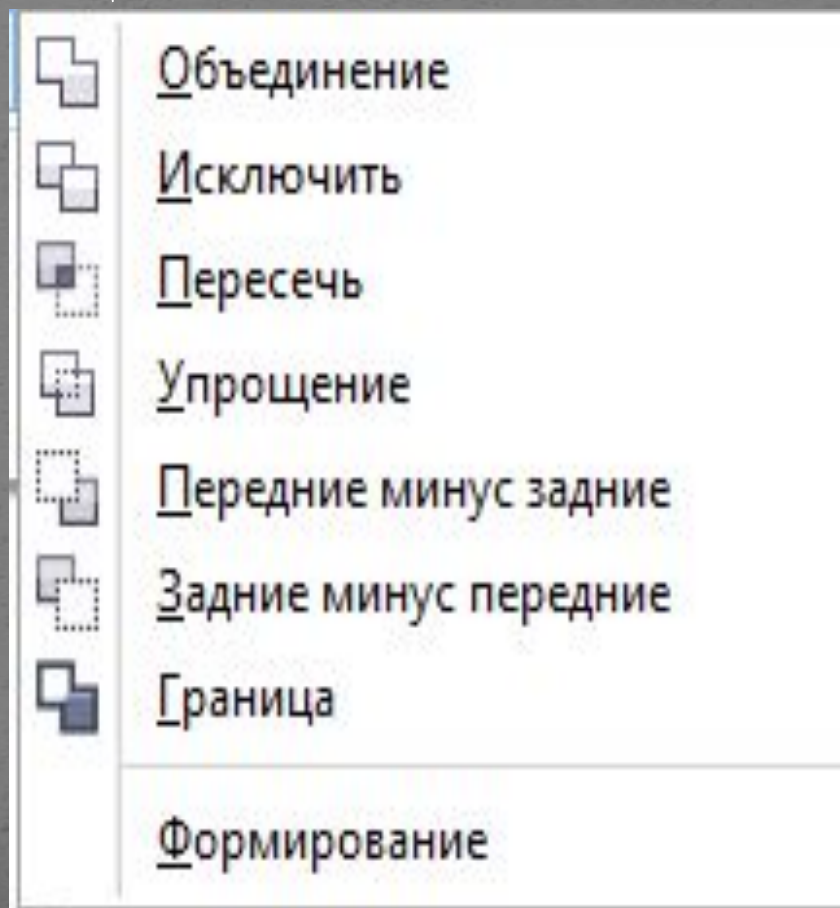 Объединение
Исключить
Пересечь
Упрощение
Передние минус задние
Задние минус передние
Граница
Формирование